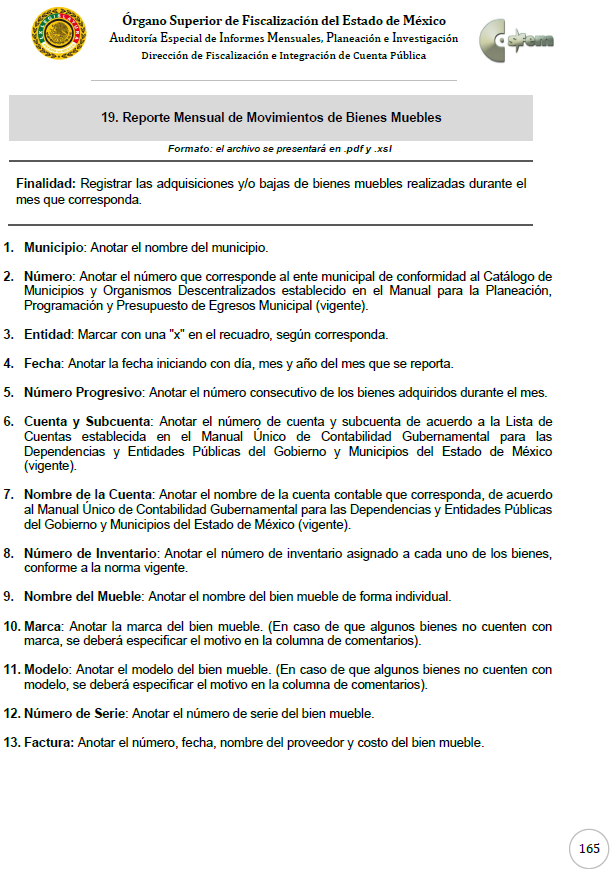 Órgano Superior de Fiscalización del Estado de México
Auditoría Especial de Informes Mensuales, Planeación e Investigación
Dirección de Fiscalización e Integración de Cuenta Pública
osfem
19. Reporte Mensual de Movimientos de Bienes Muebles
Formato: el archivo se presentará en .pdf y .xsl
Finalidad: Registrar las adquisiciones y/o bajas de bienes muebles realizadas durante el
mes que corresponda.
1. Municipio: Anotar el nombre del municipio.
2. Número: Anotar el número que corresponde al ente municipal de conformidad al Catálogo de
Municipios y Organismos Descentralizados establecido en el Manual para la Planeación,
Programación y Presupuesto de Egresos Municipal (vigente).
3. Entidad: Marcar con una "x" en el recuadro, según corresponda.
4. Fecha: Anotar la fecha iniciando con día, mes y año del mes que se reporta.
5. Número Progresivo: Anotar el número consecutivo de los bienes adquiridos durante el mes.
6. Cuenta y Subcuenta: Anotar el número de cuenta y subcuenta de acuerdo a la Lista de
Cuentas establecida en el Manual Único de Contabilidad Gubernamental para las
Dependencias y Entidades Públicas del Gobierno y Municipios del Estado de México
(vigente).
7. Nombre de la Cuenta: Anotar el nombre de la cuenta contable que corresponda, de acuerdo
al Manual Único de Contabilidad Gubernamental para las Dependencias y Entidades Públicas
del Gobierno y Municipios del Estado de México (vigente).
8. Número de Inventario: Anotar el número de inventario asignado a cada uno de los bienes,
conforme a la norma vigente.
9. Nombre del Mueble: Anotar el nombre del bien mueble de forma individual.
10. Marca: Anotar la marca del bien mueble. (En caso de que algunos bienes no cuenten con
marca, se deberá especificar el motivo en la columna de comentarios).
11. Modelo: Anotar el modelo del bien mueble. (En caso de que algunos bienes no cuenten con
modelo, se deberá especificar el motivo en la columna de comentarios).
12. Número de Serie: Anotar el número de serie del bien mueble.
13. Factura: Anotar el número, fecha, nombre del proveedor y costo del bien mueble.
165